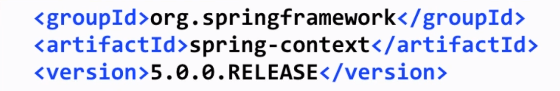 <groupId>org.springframework</groupId>
<artifactId>spring-context</artifactId>
<version>5.0.0.RELEASE</version>